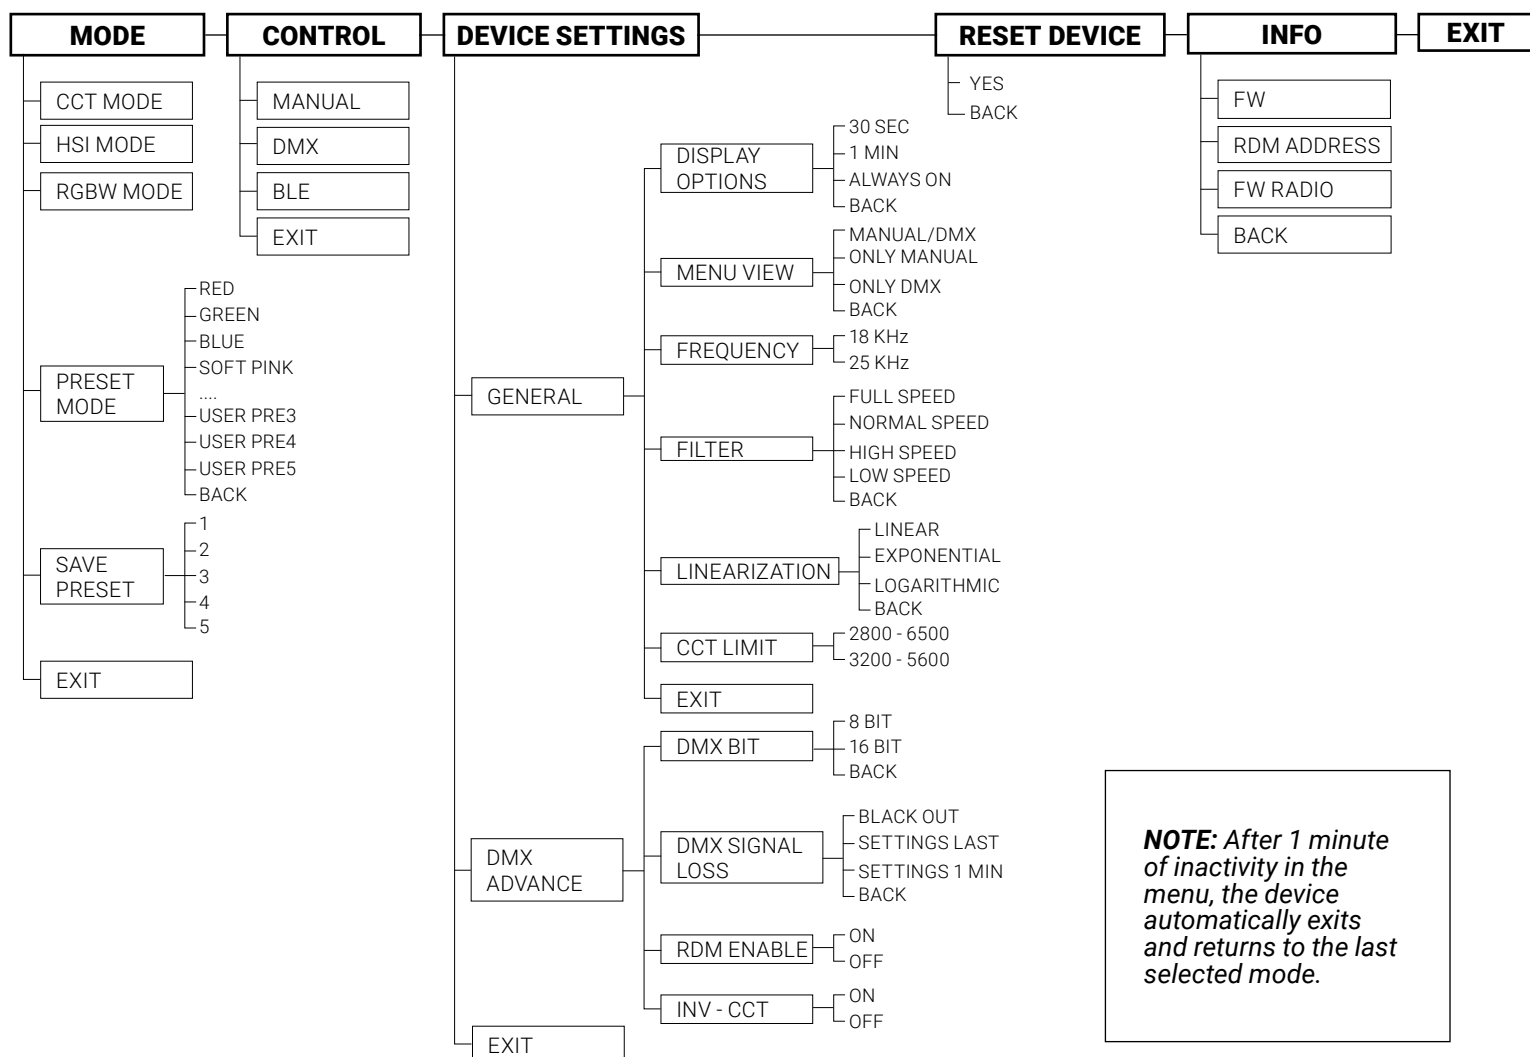 MODE
CONTROL
DEVICE SETTINGS
RESET DEVICE
INFO
EXIT
CCT MODE
HSI MODE
RGBW MODE
PRESET
MODE
RED
GREEN
BLUE
SOFT PINK
....
USER PRE3
USER PRE4
USER PRE5
BACK
SAVE
PRESET
1
2
3
4
5
EXIT
MANUAL
DMX
BLE
EXIT
GENERAL
DISPLAY
OPTIONS
30 SEC
1 MIN
ALWAYS ON
BACK
MENU VIEW
MANUAL/DMX
ONLY MANUAL
ONLY DMX
BACK
FREQUENCY
18 KHz
25 KHz
FILTER
FULL SPEED
NORMAL SPEED
HIGH SPEED
LOW SPEED
BACK
LINEARIZATION
LINEAR
EXPONENTIAL
LOGARITHMIC
BACK
CCT LIMIT
2800 - 6500
3200 - 5600
EXIT
DMX
ADVANCE
DMX BIT
8 BIT
16 BIT
BACK
DMX SIGNAL
LOSS
BLACK OUT
SETTINGS LAST
SETTINGS 1 MIN
BACK
RDM ENABLE
ON
OFF
INV - CCT
ON
OFF
EXIT
YES
BACK
FW
RDM ADDRESS
FW RADIO
BACK
NOTE: After 1 minute
of inactivity in the
menu, the device
automatically exits
and returns to the last
selected mode.